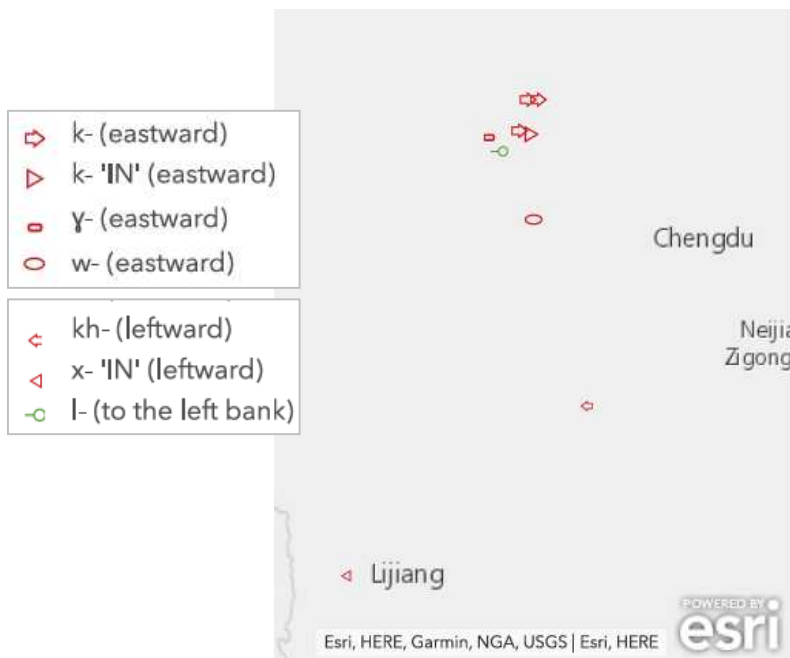 k- (eastward)
k- 'IN' (eastward)
ɣ- (eastward)
w- (eastward)
kh- (leftward)
x- 'IN' (leftward)
l- (to the left bank)
Chengdu
Zigong
Lijiang
POWERED BY
esri
Esri, HERE, Garmin, NGA, USGS | Esri, HERE